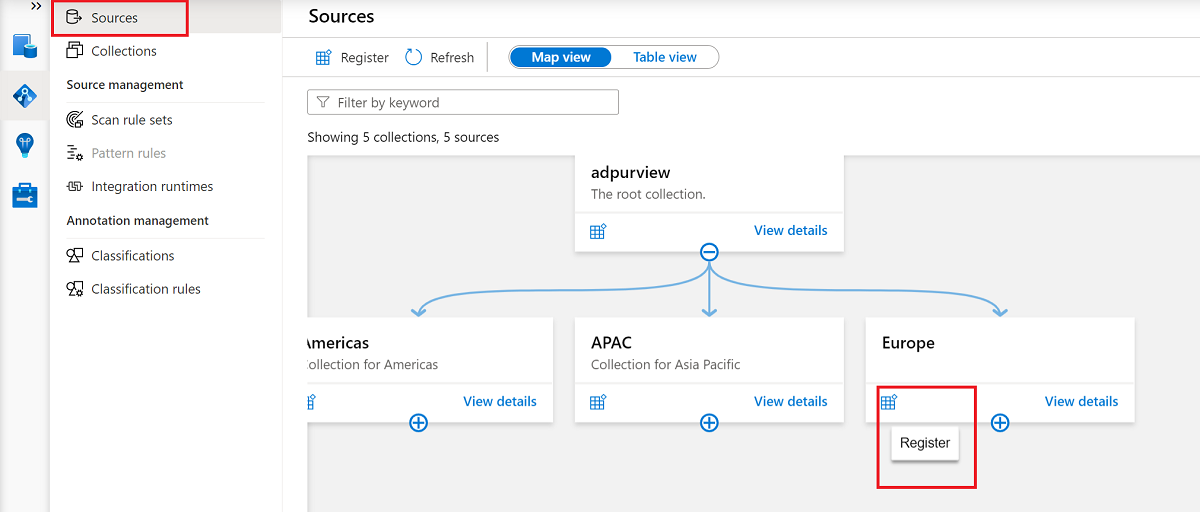 Sources
Collections
Source management
Scan rule sets
Pattern rules
Integration runtimes
Annotation management
Classifications
Classification rules
Sources
Register
Refresh
Map view
Table view
Filter by keyword
Showing 5 collections, 5 sources
adpurview
The root collection.
View details
Americas
Collection for Americas
View details
APAC
Collection for Asia Pacific
View details
Europe
View details
Register